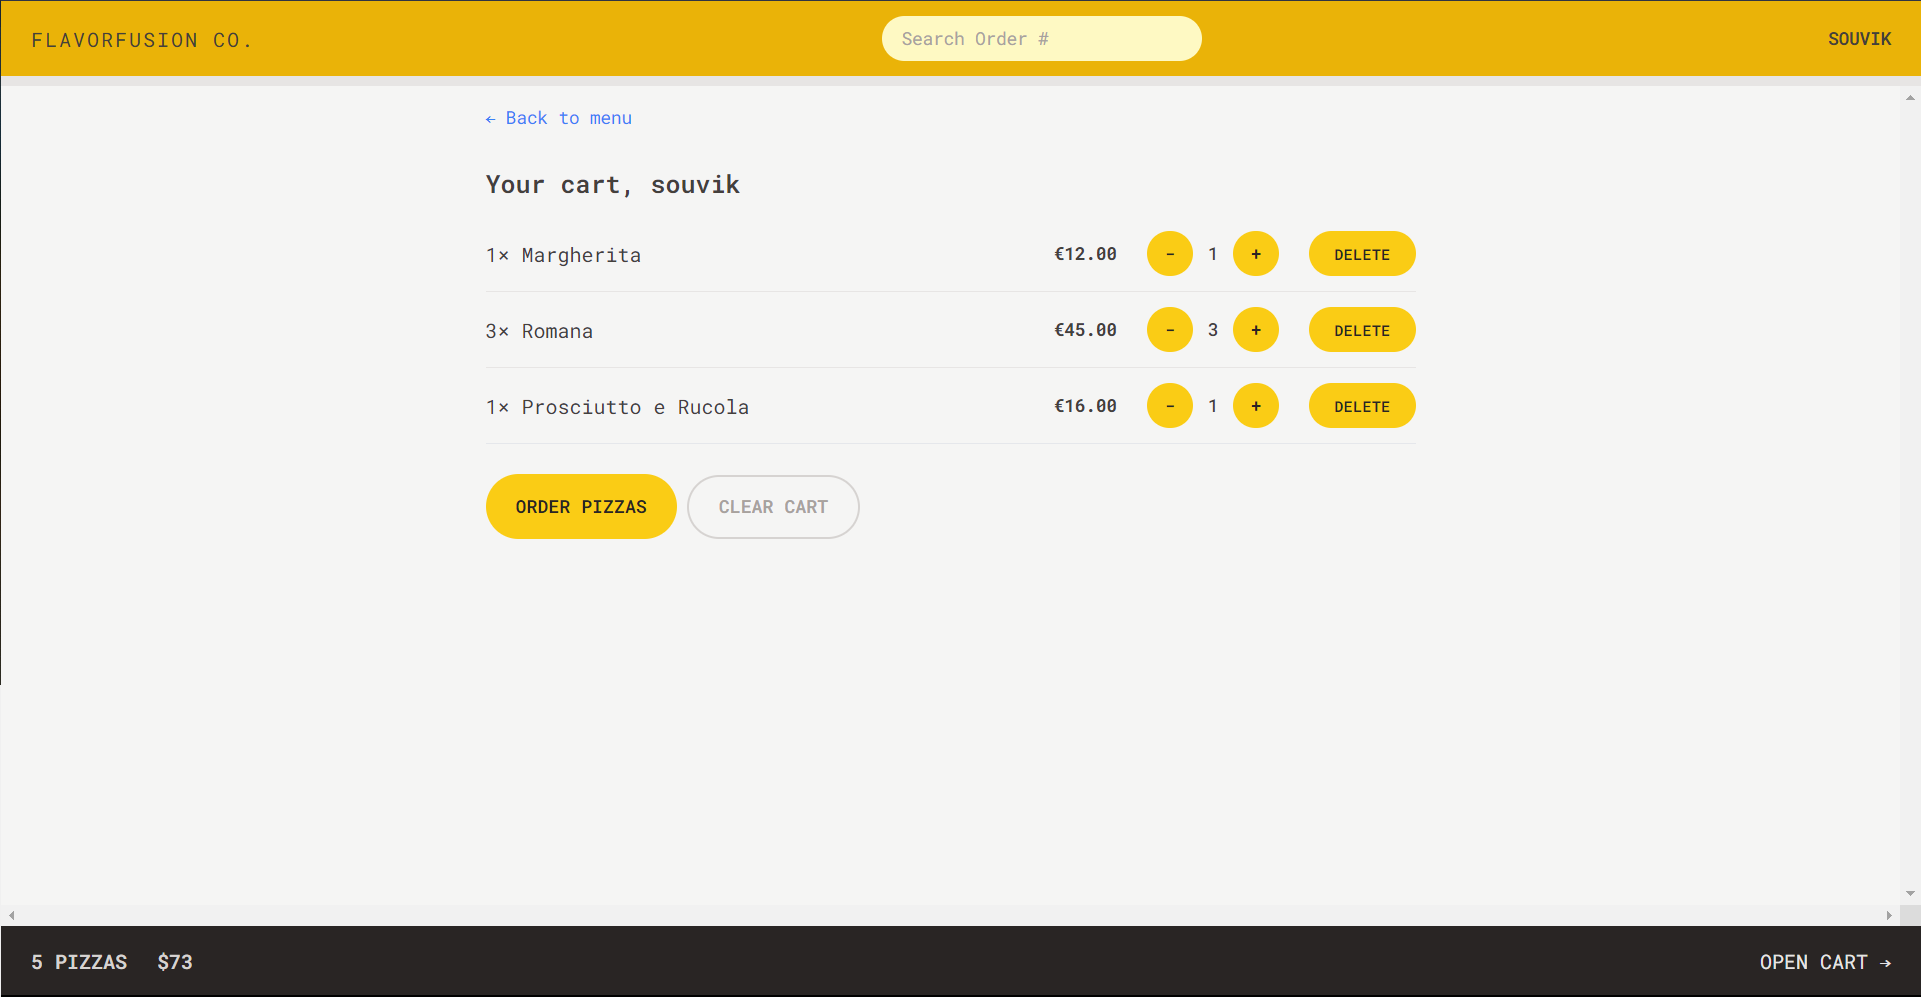 FLAVORFUSION CO.
Search Order #
SOUVIK
← Back to menu
Your cart, souvik
1× Margherita €12.00 - 1 + DELETE
3× Romana €45.00 - 3 + DELETE
1× Prosciutto e Rucola €16.00 - 1 + DELETE
ORDER PIZZAS CLEAR CART
5 PIZZAS $73 OPEN CART →